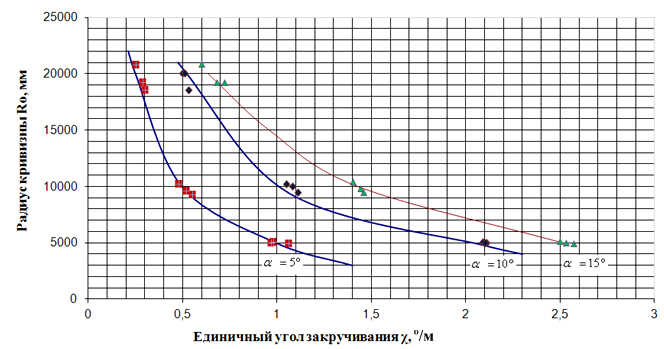 Радиус кривизны Ro, мм
25000
20000
15000
10000
5000
0
α = 5°
α = 10°
α = 15°
0
0,5
1
1,5
2
2,5
3
Единичный угол закручивания χ, °/м